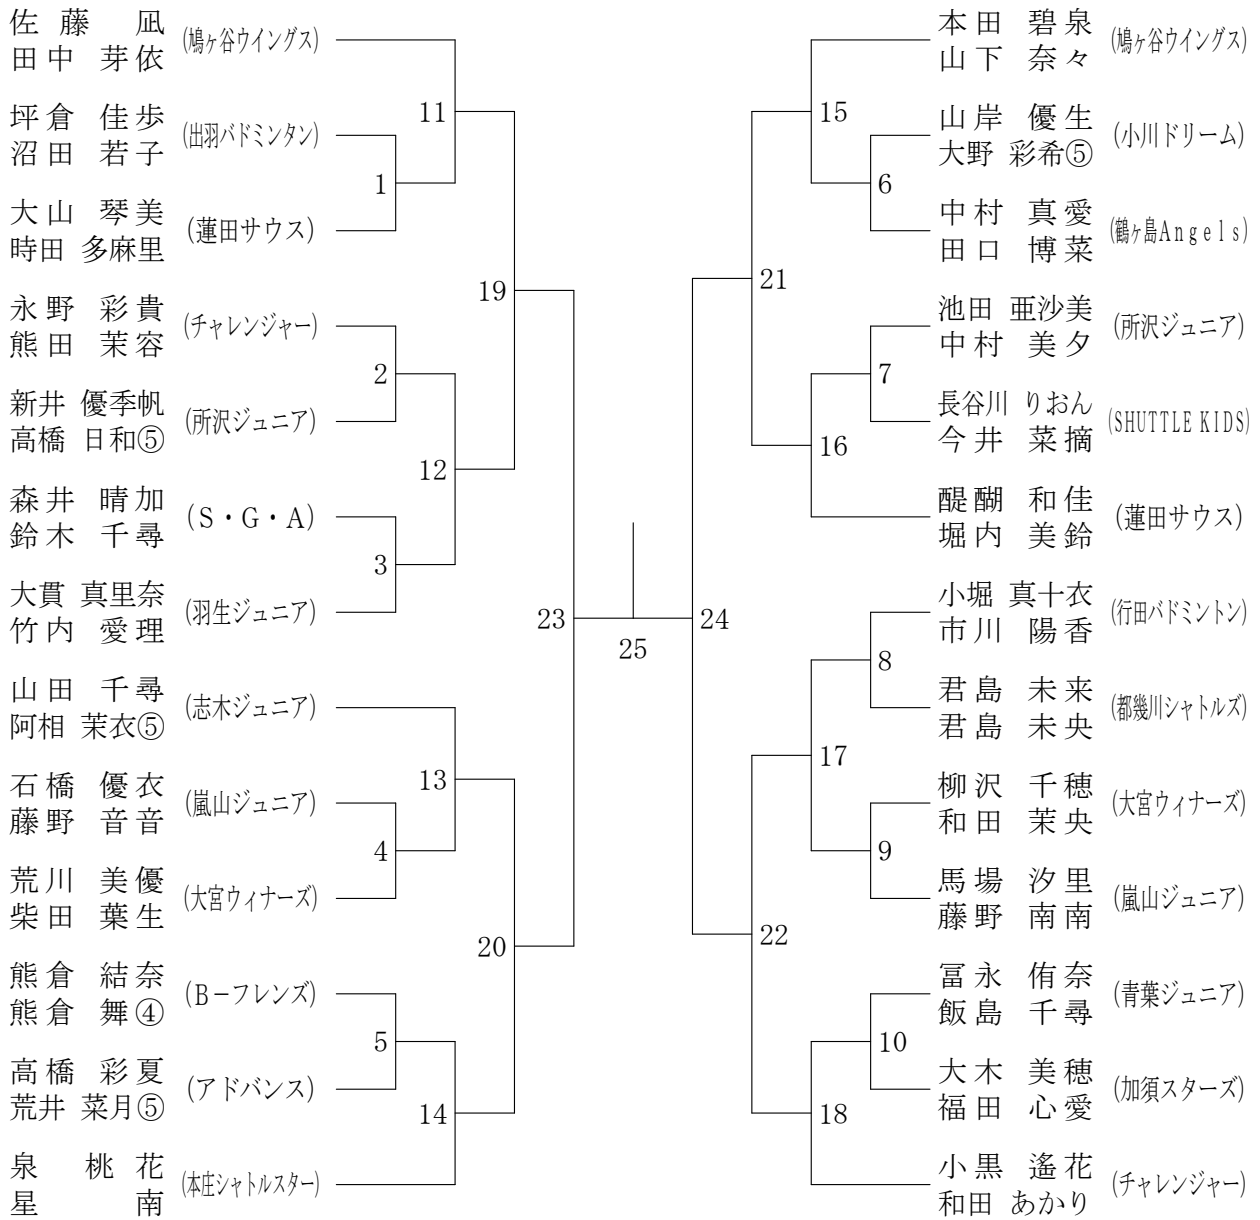 佐藤 凪
田中 芽依
(鳩ヶ谷ウイングス)
坪倉 佳歩
沼田 若子
(出羽バドミンタン)
大山 琴美
時田 多麻里
(蓮田サウス)
永野 彩貴
熊田 茉容
(チャレンジャー)
新井 優季帆
高橋 日和⑤
(所沢ジュニア)
森井 晴加
鈴木 千尋
(S・G・A)
大貫 真里奈
竹内 愛理
(羽生ジュニア)
山田 千尋
阿相 茉衣⑤
(志木ジュニア)
石橋 優衣
藤野 音音
(嵐山ジュニア)
荒川 美優
柴田 葉生
(大宮ウィナーズ)
熊倉 結奈
熊倉 舞④
(B-フレンズ)
高橋 彩夏
荒井 菜月⑤
(アドバンス)
泉 桃花
星 南
(本庄シャトルスター)
11
1
19
2
12
3
23
13
4
20
5
14
25
15
6
21
7
16
24
8
17
9
22
10
18
本田 碧泉
山下 奈々
(鳩ヶ谷ウイングス)
山岸 優生
大野 彩希⑤
(小川ドリーム)
中村 真愛
田口 博菜
(鶴ヶ島Angels)
池田 亜沙美
中村 美夕
(所沢ジュニア)
長谷川 りおん
今井 菜摘
(SHUTTLE KIDS)
醍醐 和佳
堀内 美鈴
(蓮田サウス)
小堀 真十衣
市川 陽香
(行田バドミントン)
君島 未来
君島 未央
(都幾川シャトルズ)
柳沢 千穂
和田 茉央
(大宮ウィナーズ)
馬場 汐里
藤野 南南
(嵐山ジュニア)
冨永 侑奈
飯島 千尋
(青葉ジュニア)
大木 美穂
福田 心愛
(加須スターズ)
小黒 遙花
和田 あかり
(チャレンジャー)